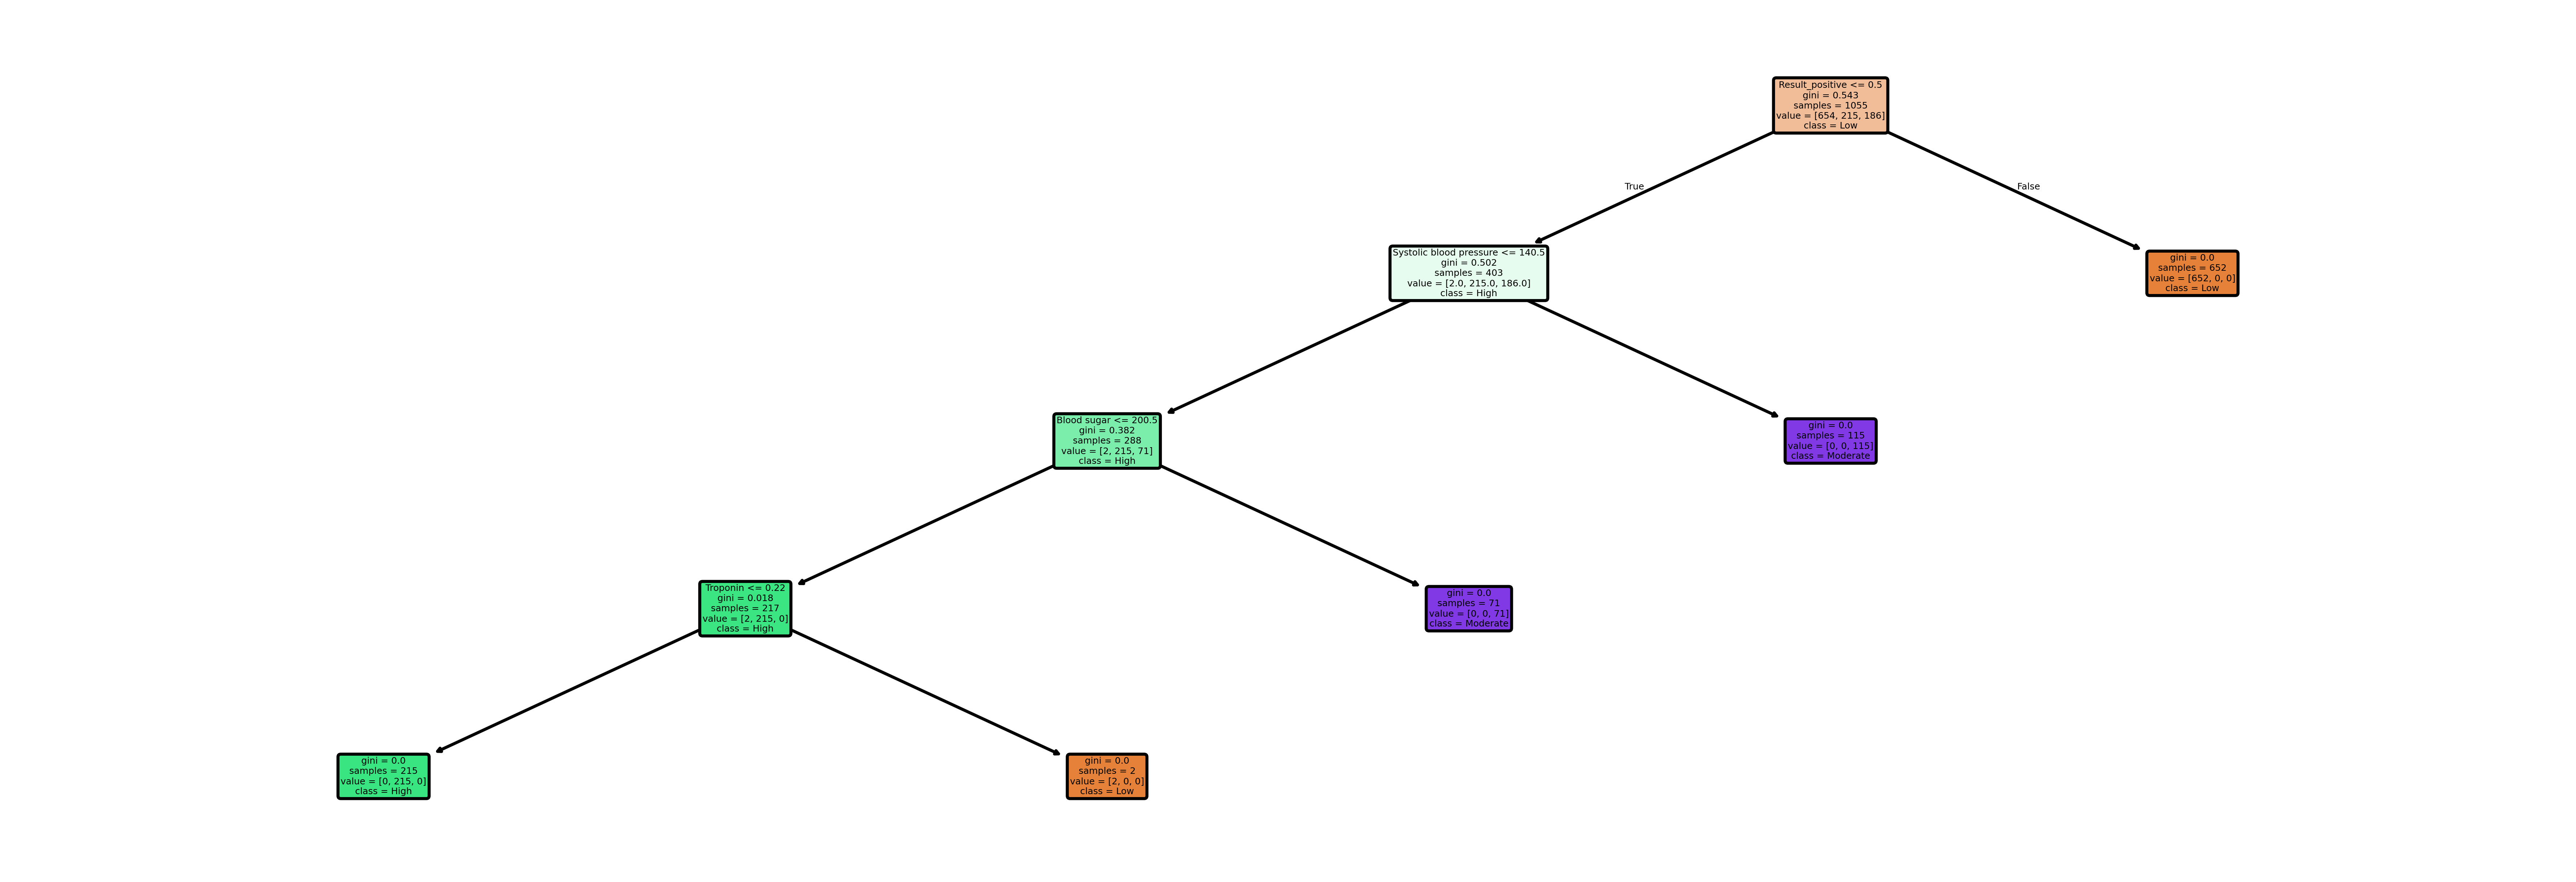 Result_positive <= 0.5
gini = 0.543
samples = 1055
value = [654, 215, 186]
class = Low
True
False
Systolic blood pressure <= 140.5
gini = 0.502
samples = 403
value = [2.0, 215.0, 186.0]
class = High
gini = 0.0
samples = 652
value = [652, 0, 0]
class = Low
Blood sugar <= 200.5
gini = 0.382
samples = 288
value = [2, 215, 71]
class = High
gini = 0.0
samples = 115
value = [0, 0, 115]
class = Moderate
Troponin <= 0.22
gini = 0.018
samples = 217
value = [2, 215, 0]
class = High
gini = 0.0
samples = 71
value = [0, 0, 71]
class = Moderate
gini = 0.0
samples = 215
value = [0, 215, 0]
class = High
gini = 0.0
samples = 2
value = [2, 0, 0]
class = Low